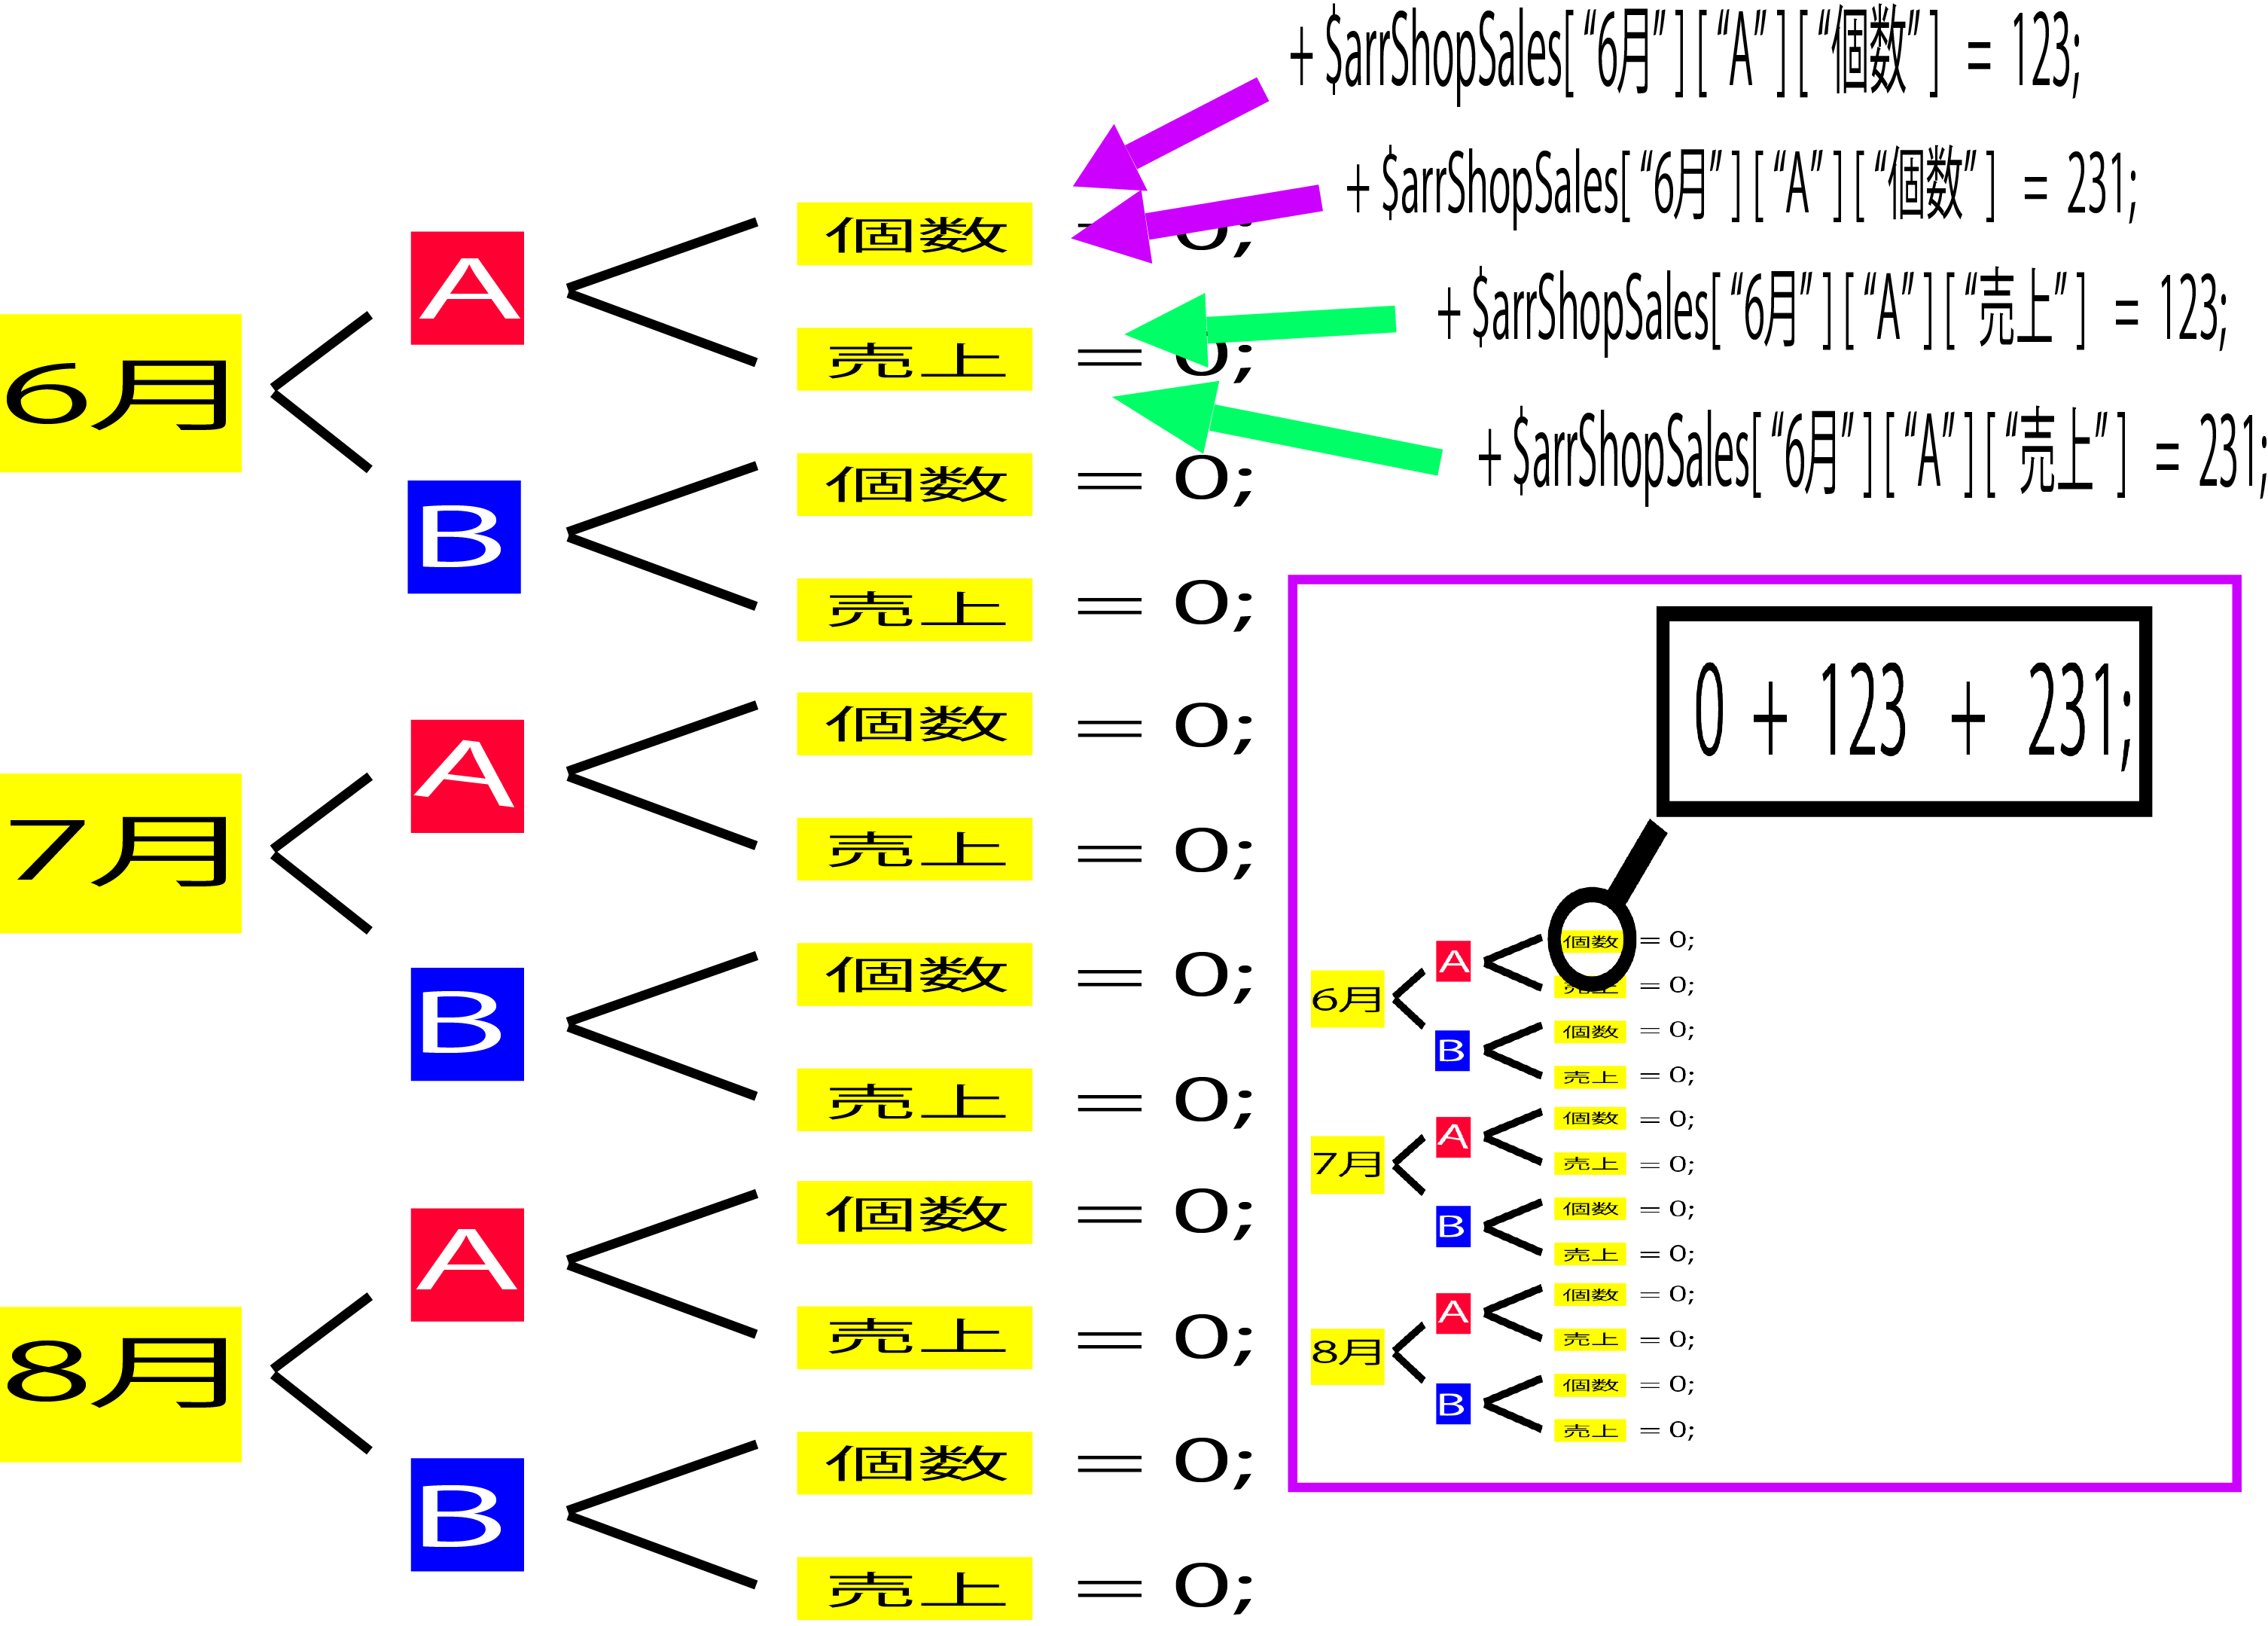 + $arrShopSales[“6月”][“A”][“個数”] = 123;
+ $arrShopSales[“6月”][“A”][“個数”] = 231;
+ $arrShopSales[“6月”][“A”][“売上”] = 123;
+ $arrShopSales[“6月”][“A”][“売上”] = 231;
6月
A
個数 = 0;
売上 = 0;
B
個数 = 0;
売上 = 0;
7月
A
個数 = 0;
売上 = 0;
B
個数 = 0;
売上 = 0;
8月
A
個数 = 0;
売上 = 0;
B
個数 = 0;
売上 = 0;
0 + 123 + 231;
6月
A
個数 = 0;
売上 = 0;
B
個数 = 0;
売上 = 0;
7月
A
個数 = 0;
売上 = 0;
B
個数 = 0;
売上 = 0;
8月
A
個数 = 0;
売上 = 0;
B
個数 = 0;
売上 = 0;